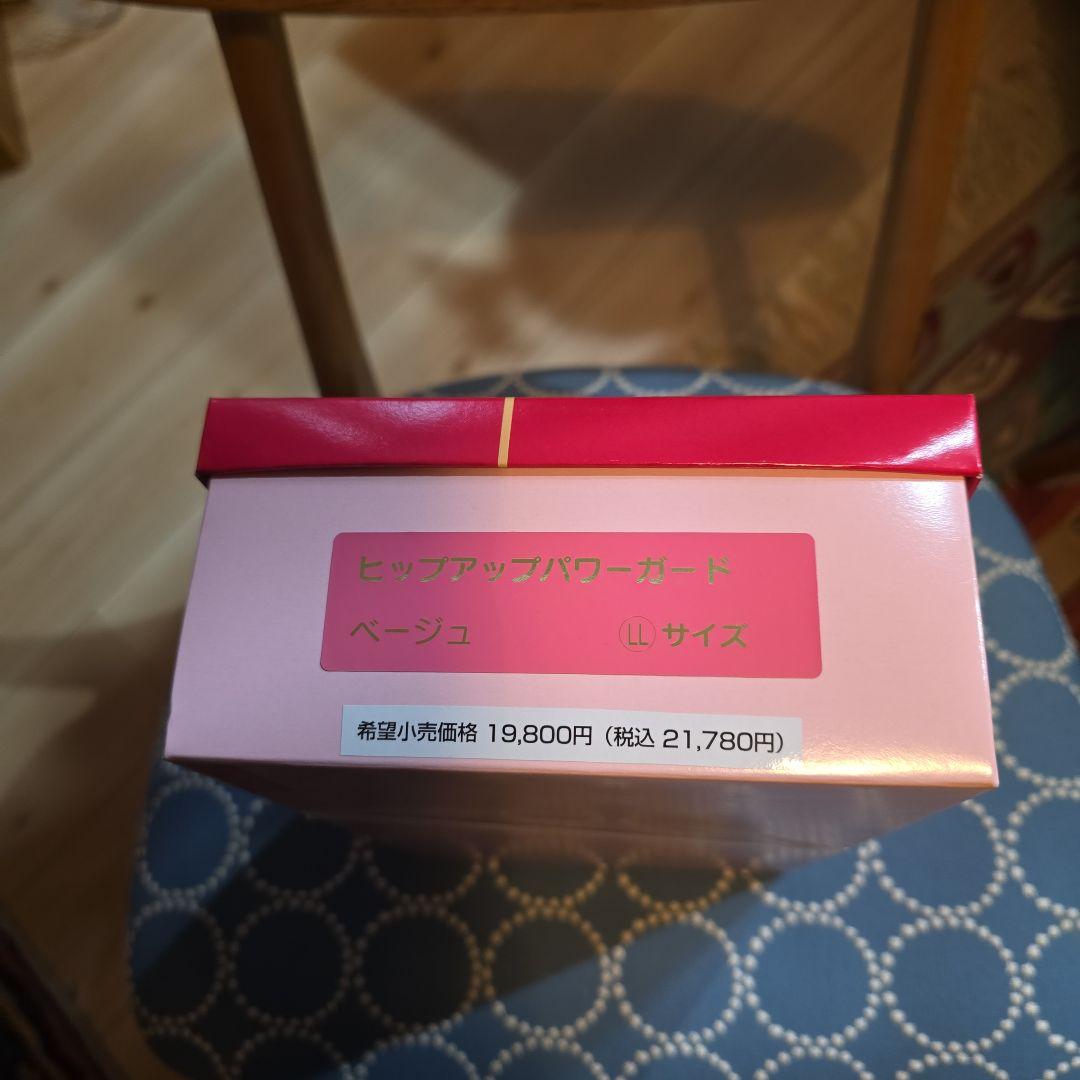 ヒップアップパワーガード
ベージュ ⓁⓁサイズ
希望小売価格 19,800円（税込 21,780円）